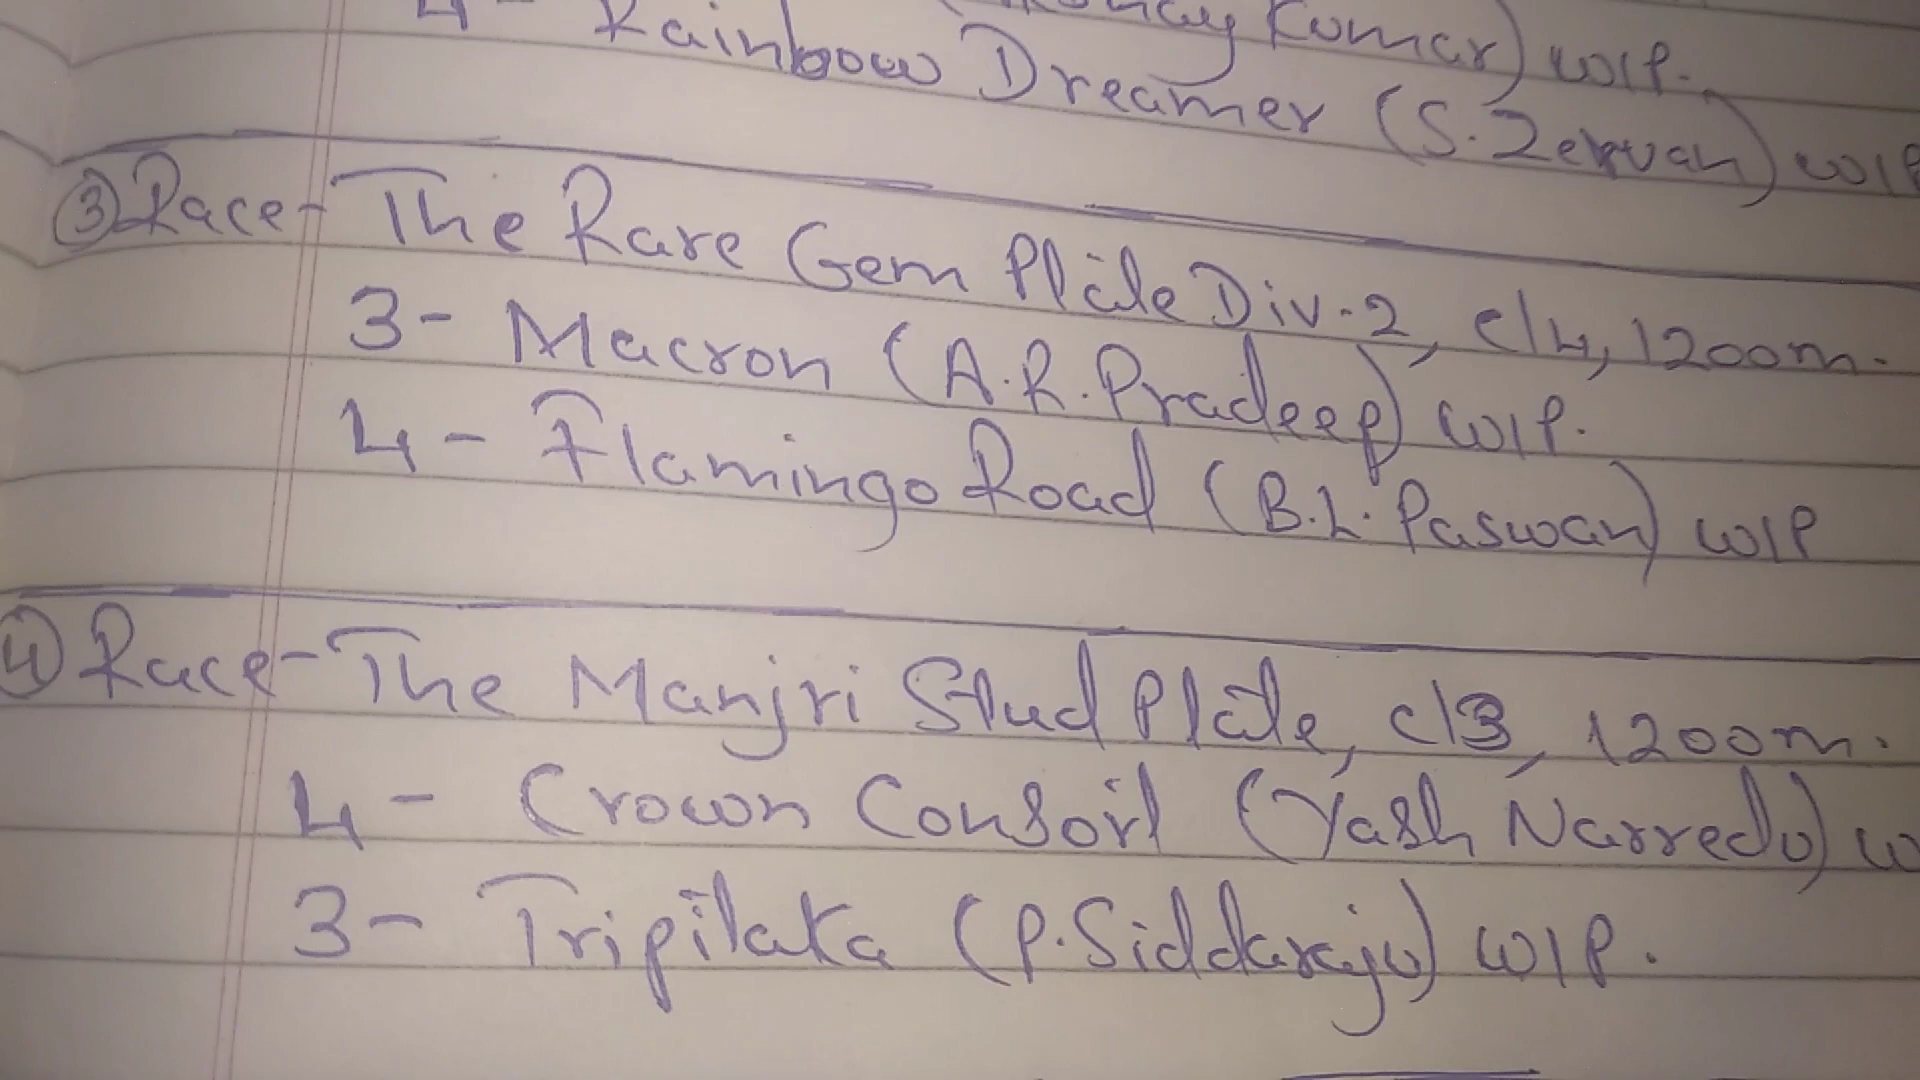 Kumar) W/P.
4 - Rainbow Dreamer (S. Zervan) W/P
③ Race - The Rare Gem Plate Div-2, C/4, 1200m.
3 - Macron (A.R. Pradeep) W/P.
4 - Flamingo Road (B.L. Paswan) W/P
④ Race - The Manjri Stud Plate, C/3, 1200m.
4 - Crown Consort (Yash Narredu) W
3 - Tripitaka (P. Siddaraju) W/P.